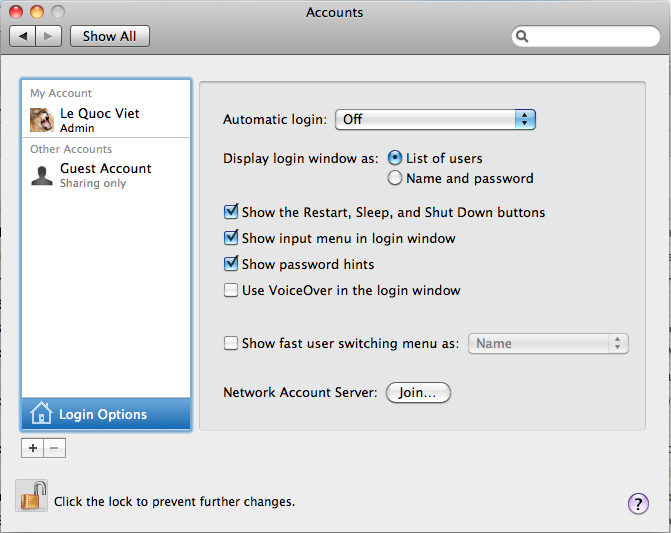 Accounts
Show All
My Account
Le Quoc Viet
Admin
Other Accounts
Guest Account
Sharing only
Login Options
Automatic login: Off
Display login window as: List of users
Name and password
Show the Restart, Sleep, and Shut Down buttons
Show input menu in login window
Show password hints
Use VoiceOver in the login window
Show fast user switching menu as: Name
Network Account Server: Join...
+ −
Click the lock to prevent further changes.
?